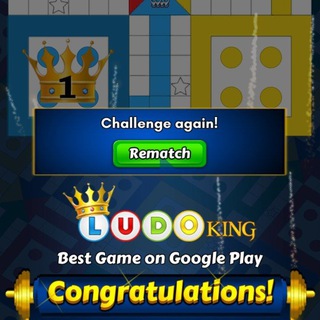 1
Challenge again!
Rematch
LUDO KING
Best Game on Google Play
Congratulations!